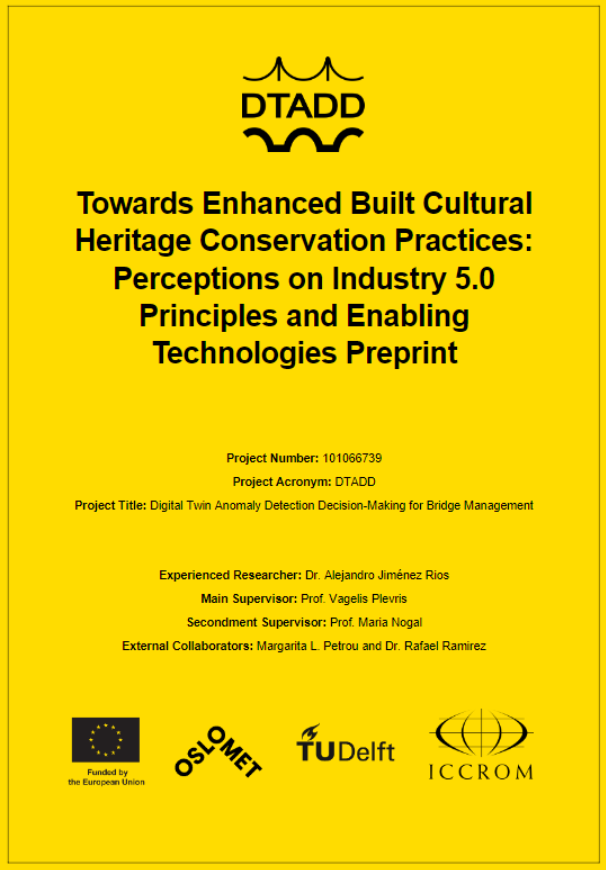 DTADD
Towards Enhanced Built Cultural
Heritage Conservation Practices:
Perceptions on Industry 5.0
Principles and Enabling
Technologies Preprint
Project Number: 101066739
Project Acronym: DTADD
Project Title: Digital Twin Anomaly Detection Decision-Making for Bridge Management
Experienced Researcher: Dr. Alejandro Jiménez Rios
Main Supervisor: Prof. Vagelis Plevris
Secondment Supervisor: Prof. Maria Nogal
External Collaborators: Margarita L. Petrou and Dr. Rafael Ramirez
Funded by
the European Union
OSLOMET
TUDelft
ICCROM